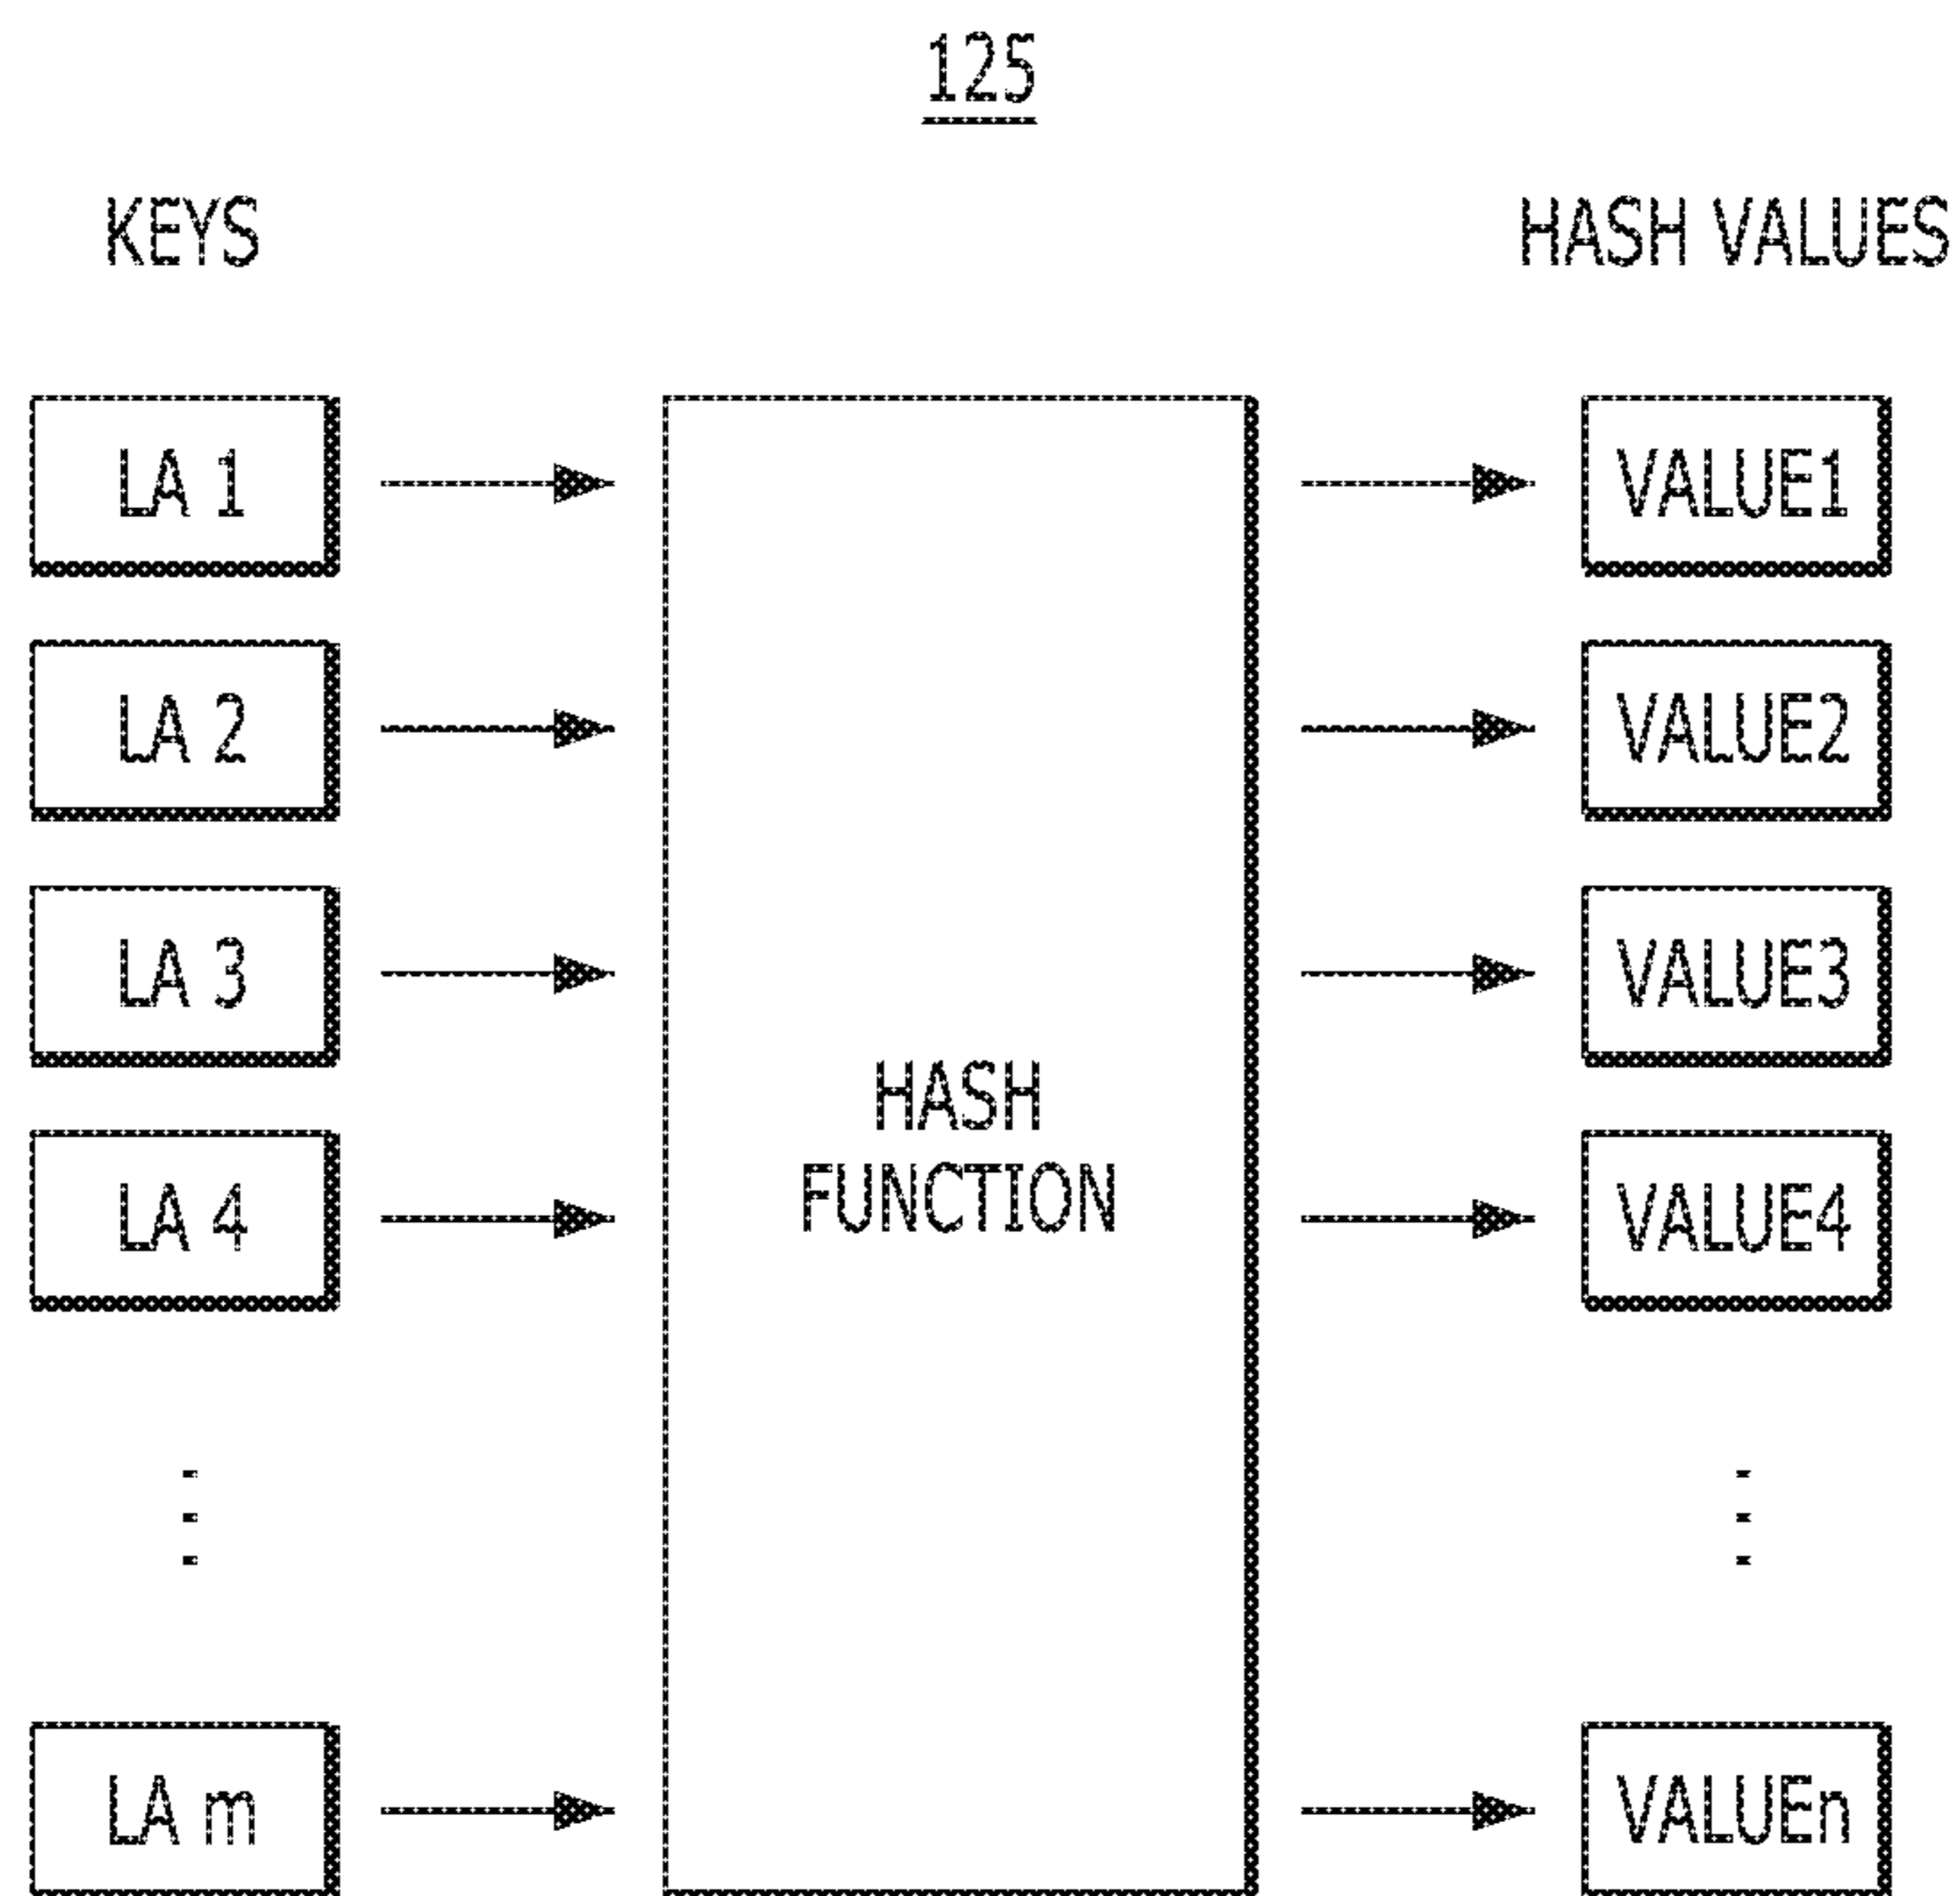 125
KEYS
HASH VALUES
LA 1
VALUE1
LA 2
VALUE2
LA 3
VALUE3
HASH
FUNCTION
LA 4
VALUE4
LA m
VALUEn